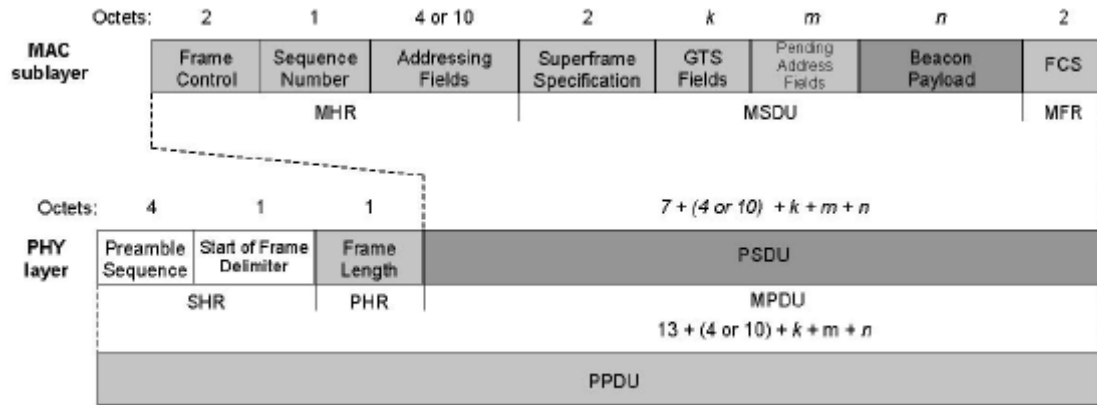 Octets: 2 1 4 or 10 2 k m n 2
MAC sublayer
Frame Control
Sequence Number
Addressing Fields
Superframe Specification
GTS Fields
Pending Address Fields
Beacon Payload
FCS
MHR MSDU MFR
Octets: 4 1 1 7 + (4 or 10) + k + m + n
PHY layer
Preamble Sequence
Start of Frame Delimiter
Frame Length
PSDU
SHR PHR MPDU
13 + (4 or 10) + k + m + n
PPDU